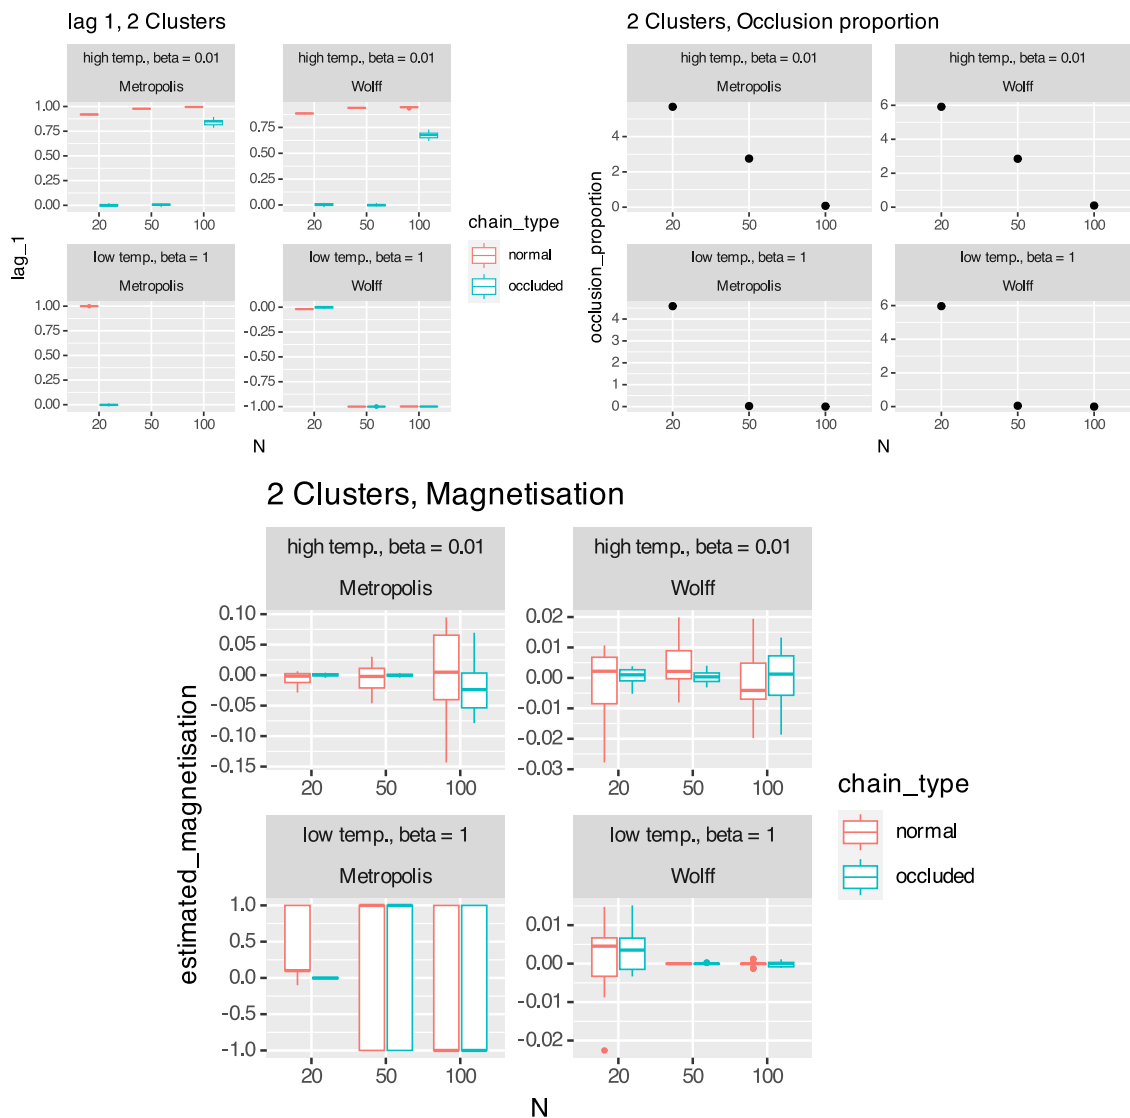 lag 1, 2 Clusters
high temp., beta = 0.01
Metropolis
high temp., beta = 0.01
Wolff
1.00
0.75
0.50
0.25
0.00
20 50 100
0.75
0.50
0.25
0.00
20 50 100
low temp., beta = 1
Metropolis
low temp., beta = 1
Wolff
1.00
0.75
0.50
0.25
0.00
20 50 100
0.00
-0.25
-0.50
-0.75
-1.00
20 50 100
lag_1
N
chain_type
normal
occluded
2 Clusters, Occlusion proportion
high temp., beta = 0.01
Metropolis
high temp., beta = 0.01
Wolff
4
2
0
20 50 100
6
4
2
0
20 50 100
low temp., beta = 1
Metropolis
low temp., beta = 1
Wolff
4
3
2
1
0
20 50 100
6
4
2
0
20 50 100
occlusion_proportion
N
2 Clusters, Magnetisation
high temp., beta = 0.01
Metropolis
high temp., beta = 0.01
Wolff
0.10
0.05
0.00
-0.05
-0.10
-0.15
20 50 100
0.02
0.01
0.00
-0.01
-0.02
-0.03
20 50 100
low temp., beta = 1
Metropolis
low temp., beta = 1
Wolff
1.0
0.5
0.0
-0.5
-1.0
20 50 100
0.01
0.00
-0.01
-0.02
20 50 100
estimated_magnetisation
N
chain_type
normal
occluded